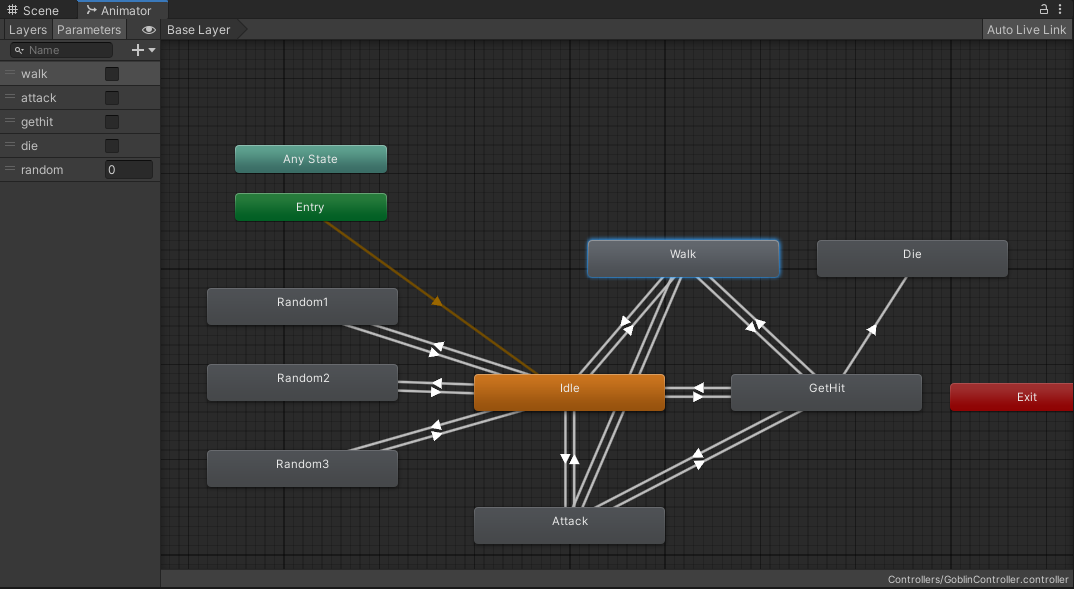 Scene Animator
Layers Parameters Base Layer Auto Live Link
Name
walk
attack
gethit
die
random 0
Any State
Entry
Walk
Die
Random1
Random2
Idle
GetHit
Exit
Random3
Attack
Controllers/GoblinController.controller